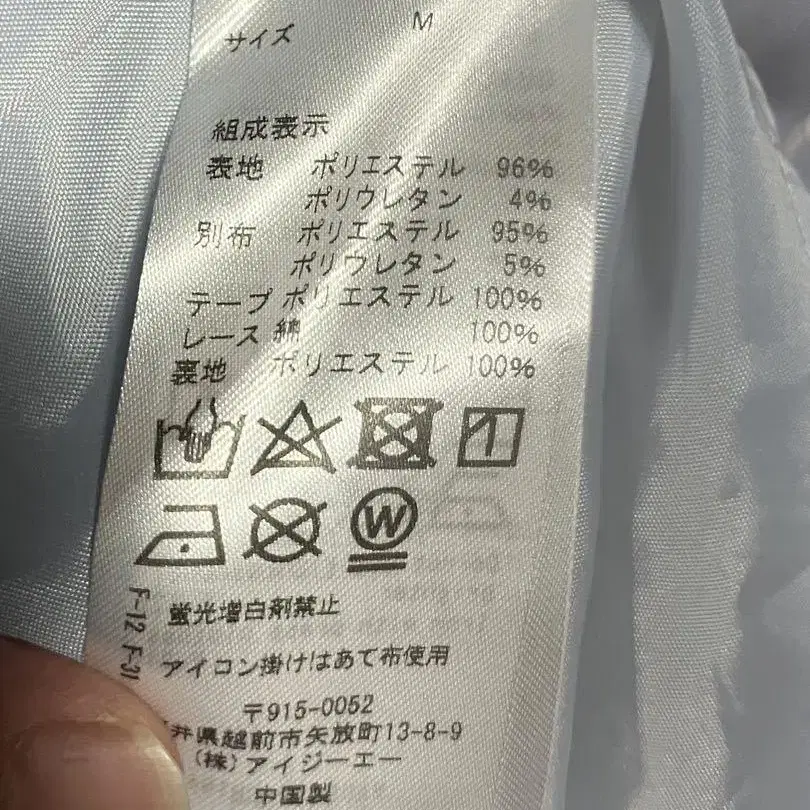 サイズ M
組成表示
表地 ポリエステル 96%
ポリウレタン 4%
別布 ポリエステル 95%
ポリウレタン 5%
テープ ポリエステル 100%
レース 綿 100%
裏地 ポリエステル 100%
W
蛍光増白剤禁止
アイコン掛けはあて布使用
F-12 F-31
〒915-0052
井県越前市矢放町13-8-9
(株)アイジーエー
中国製